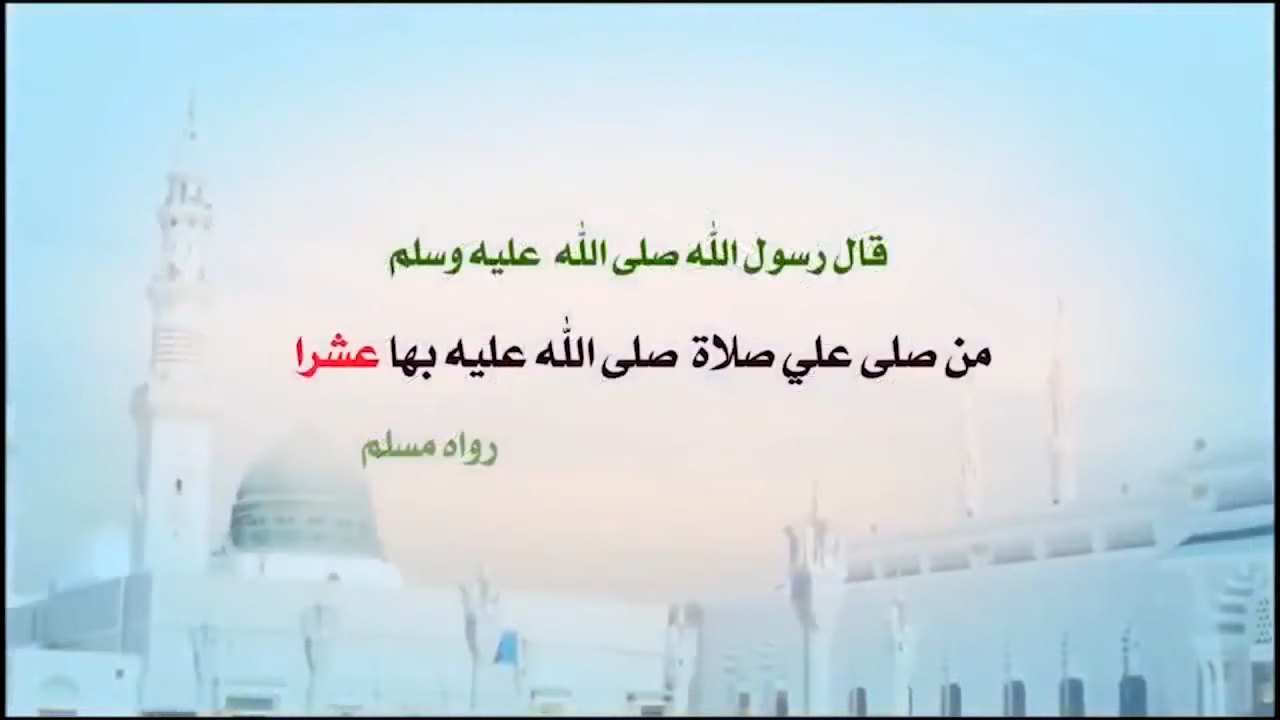 قال رسول الله صلى الله عليه وسلم
من صلى علي صلاة صلى الله عليه بها عشرا
رواه مسلم